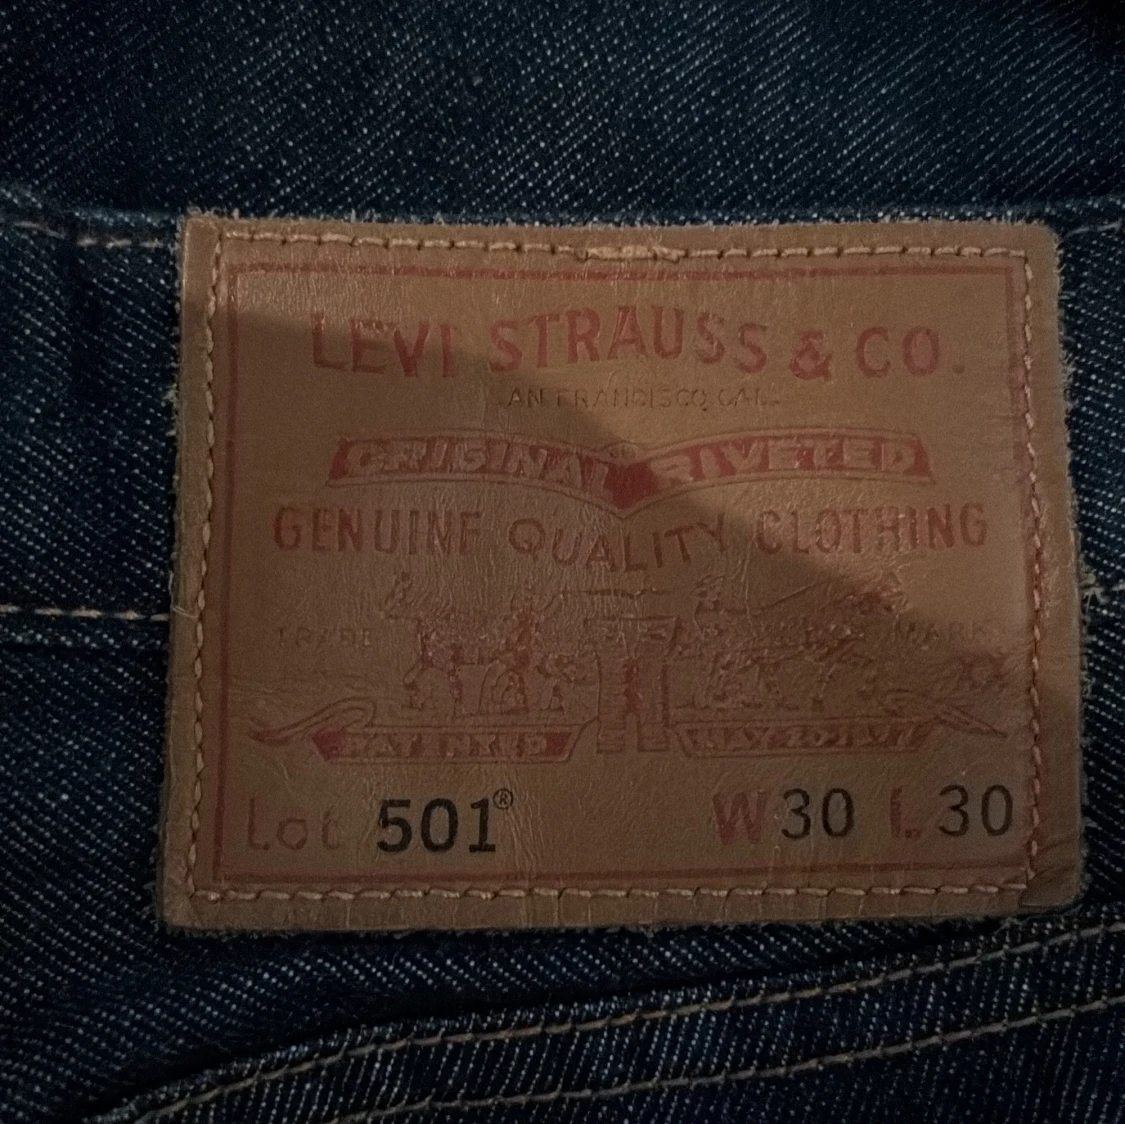 LEVI STRAUSS & CO.
SAN FRANCISCO, CAL.
ORIGINAL RIVETED
GENUINE QUALITY CLOTHING
TRADE MARK
XX
PATENTED MAY 20 1873
Lot 501® W30 L30